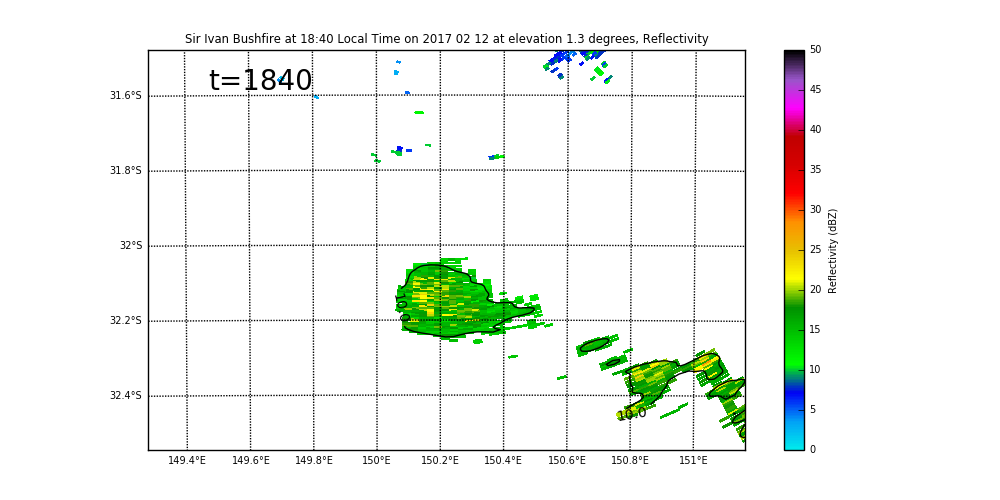 Sir Ivan Bushfire at 18:40 Local Time on 2017 02 12 at elevation 1.3 degrees, Reflectivity
t=1840
31.6°S
31.8°S
32°S
32.2°S
32.4°S
10.0
149.4°E 149.6°E 149.8°E 150°E 150.2°E 150.4°E 150.6°E 150.8°E 151°E
50
45
40
35
30
25
20
15
10
5
0
Reflectivity (dBZ)